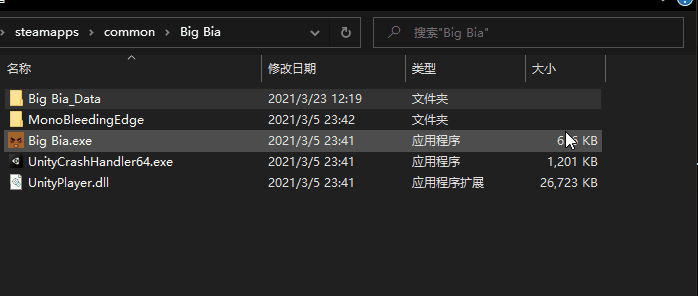 steamapps > common > Big Bia
搜索"Big Bia"
名称 修改日期 类型 大小
Big Bia_Data 2021/3/23 12:19 文件夹
MonoBleedingEdge 2021/3/5 23:42 文件夹
Big Bia.exe 2021/3/5 23:41 应用程序 KB
UnityCrashHandler64.exe 2021/3/5 23:41 应用程序 1,201 KB
UnityPlayer.dll 2021/3/5 23:41 应用程序扩展 26,723 KB